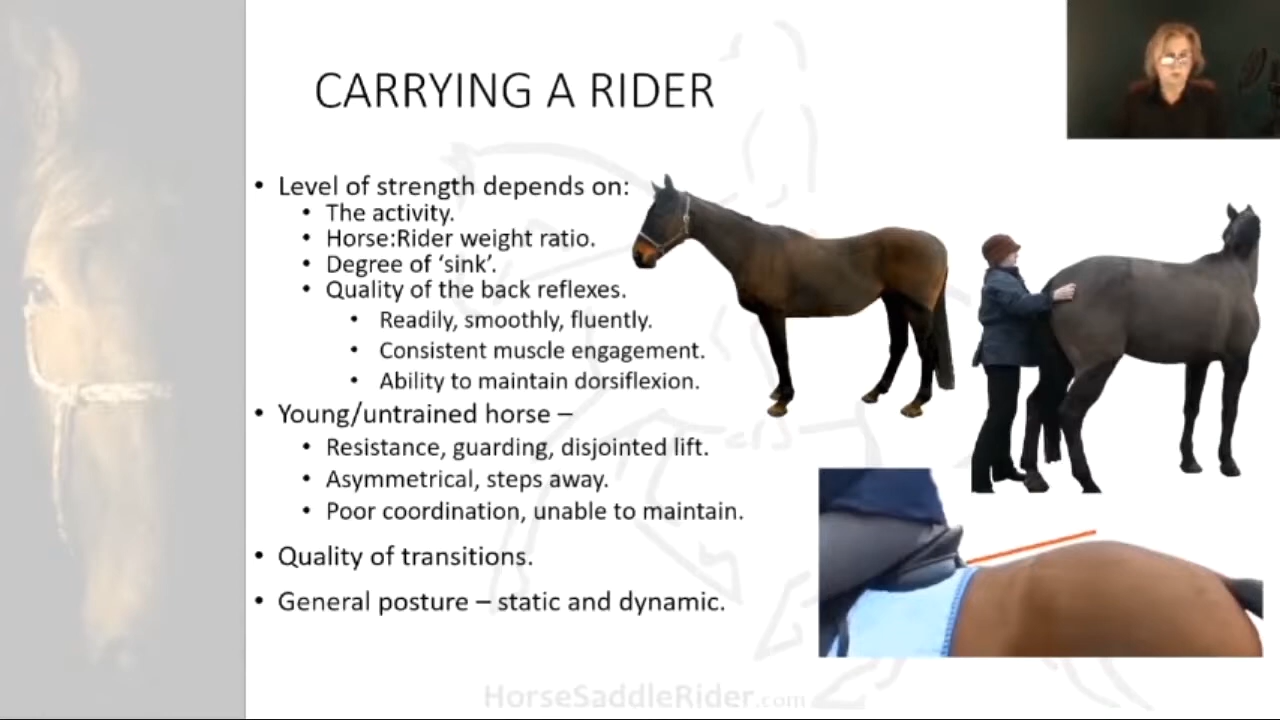 CARRYING A RIDER
• Level of strength depends on:
• The activity.
• Horse:Rider weight ratio.
• Degree of ‘sink’.
• Quality of the back reflexes.
• Readily, smoothly, fluently.
• Consistent muscle engagement.
• Ability to maintain dorsiflexion.
• Young/untrained horse –
• Resistance, guarding, disjointed lift.
• Asymmetrical, steps away.
• Poor coordination, unable to maintain.
• Quality of transitions.
• General posture – static and dynamic.
HorseSaddleRider.com